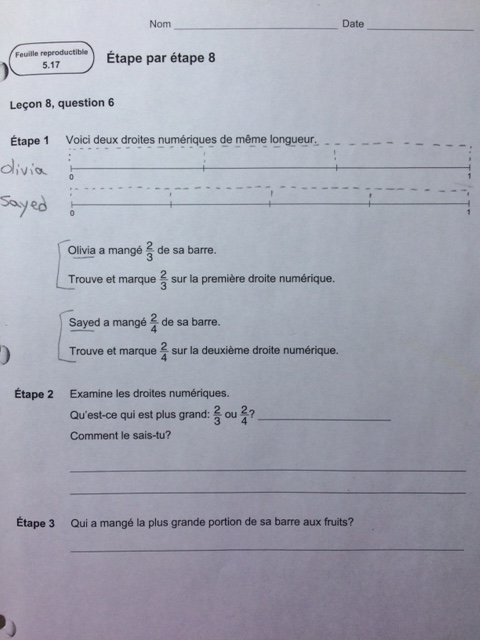 Nom Date
Feuille reproductible
5.17
Étape par étape 8
Leçon 8, question 6
Étape 1 Voici deux droites numériques de même longueur.
olivia
0 1
Sayed
0 1
Olivia a mangé 2/3 de sa barre.
Trouve et marque 2/3 sur la première droite numérique.
Sayed a mangé 2/4 de sa barre.
Trouve et marque 2/4 sur la deuxième droite numérique.
Étape 2 Examine les droites numériques.
Qu'est-ce qui est plus grand: 2/3 ou 2/4?
Comment le sais-tu?
Étape 3 Qui a mangé la plus grande portion de sa barre aux fruits?